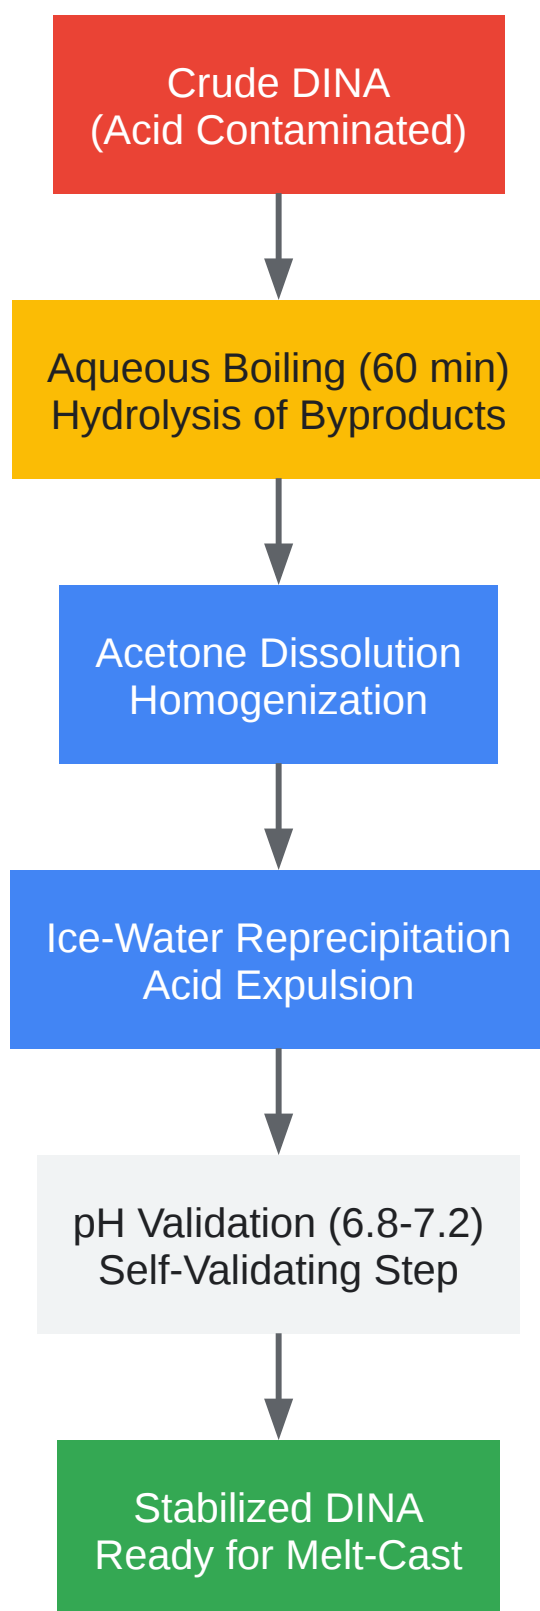 Crude DINA
(Acid Contaminated)
Aqueous Boiling (60 min)
Hydrolysis of Byproducts
Acetone Dissolution
Homogenization
Ice-Water Reprecipitation
Acid Expulsion
pH Validation (6.8-7.2)
Self-Validating Step
Stabilized DINA
Ready for Melt-Cast